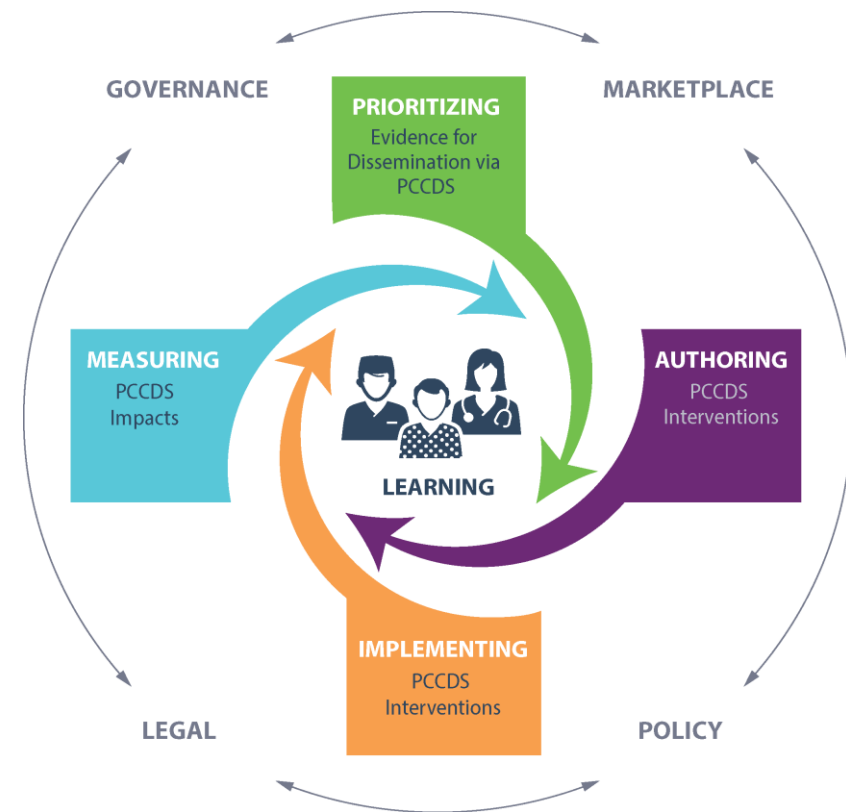 GOVERNANCE
MARKETPLACE
PRIORITIZING
Evidence for
Dissemination via
PCCDS
MEASURING
PCCDS
Impacts
AUTHORING
PCCDS
Interventions
LEARNING
IMPLEMENTING
PCCDS
Interventions
LEGAL
POLICY